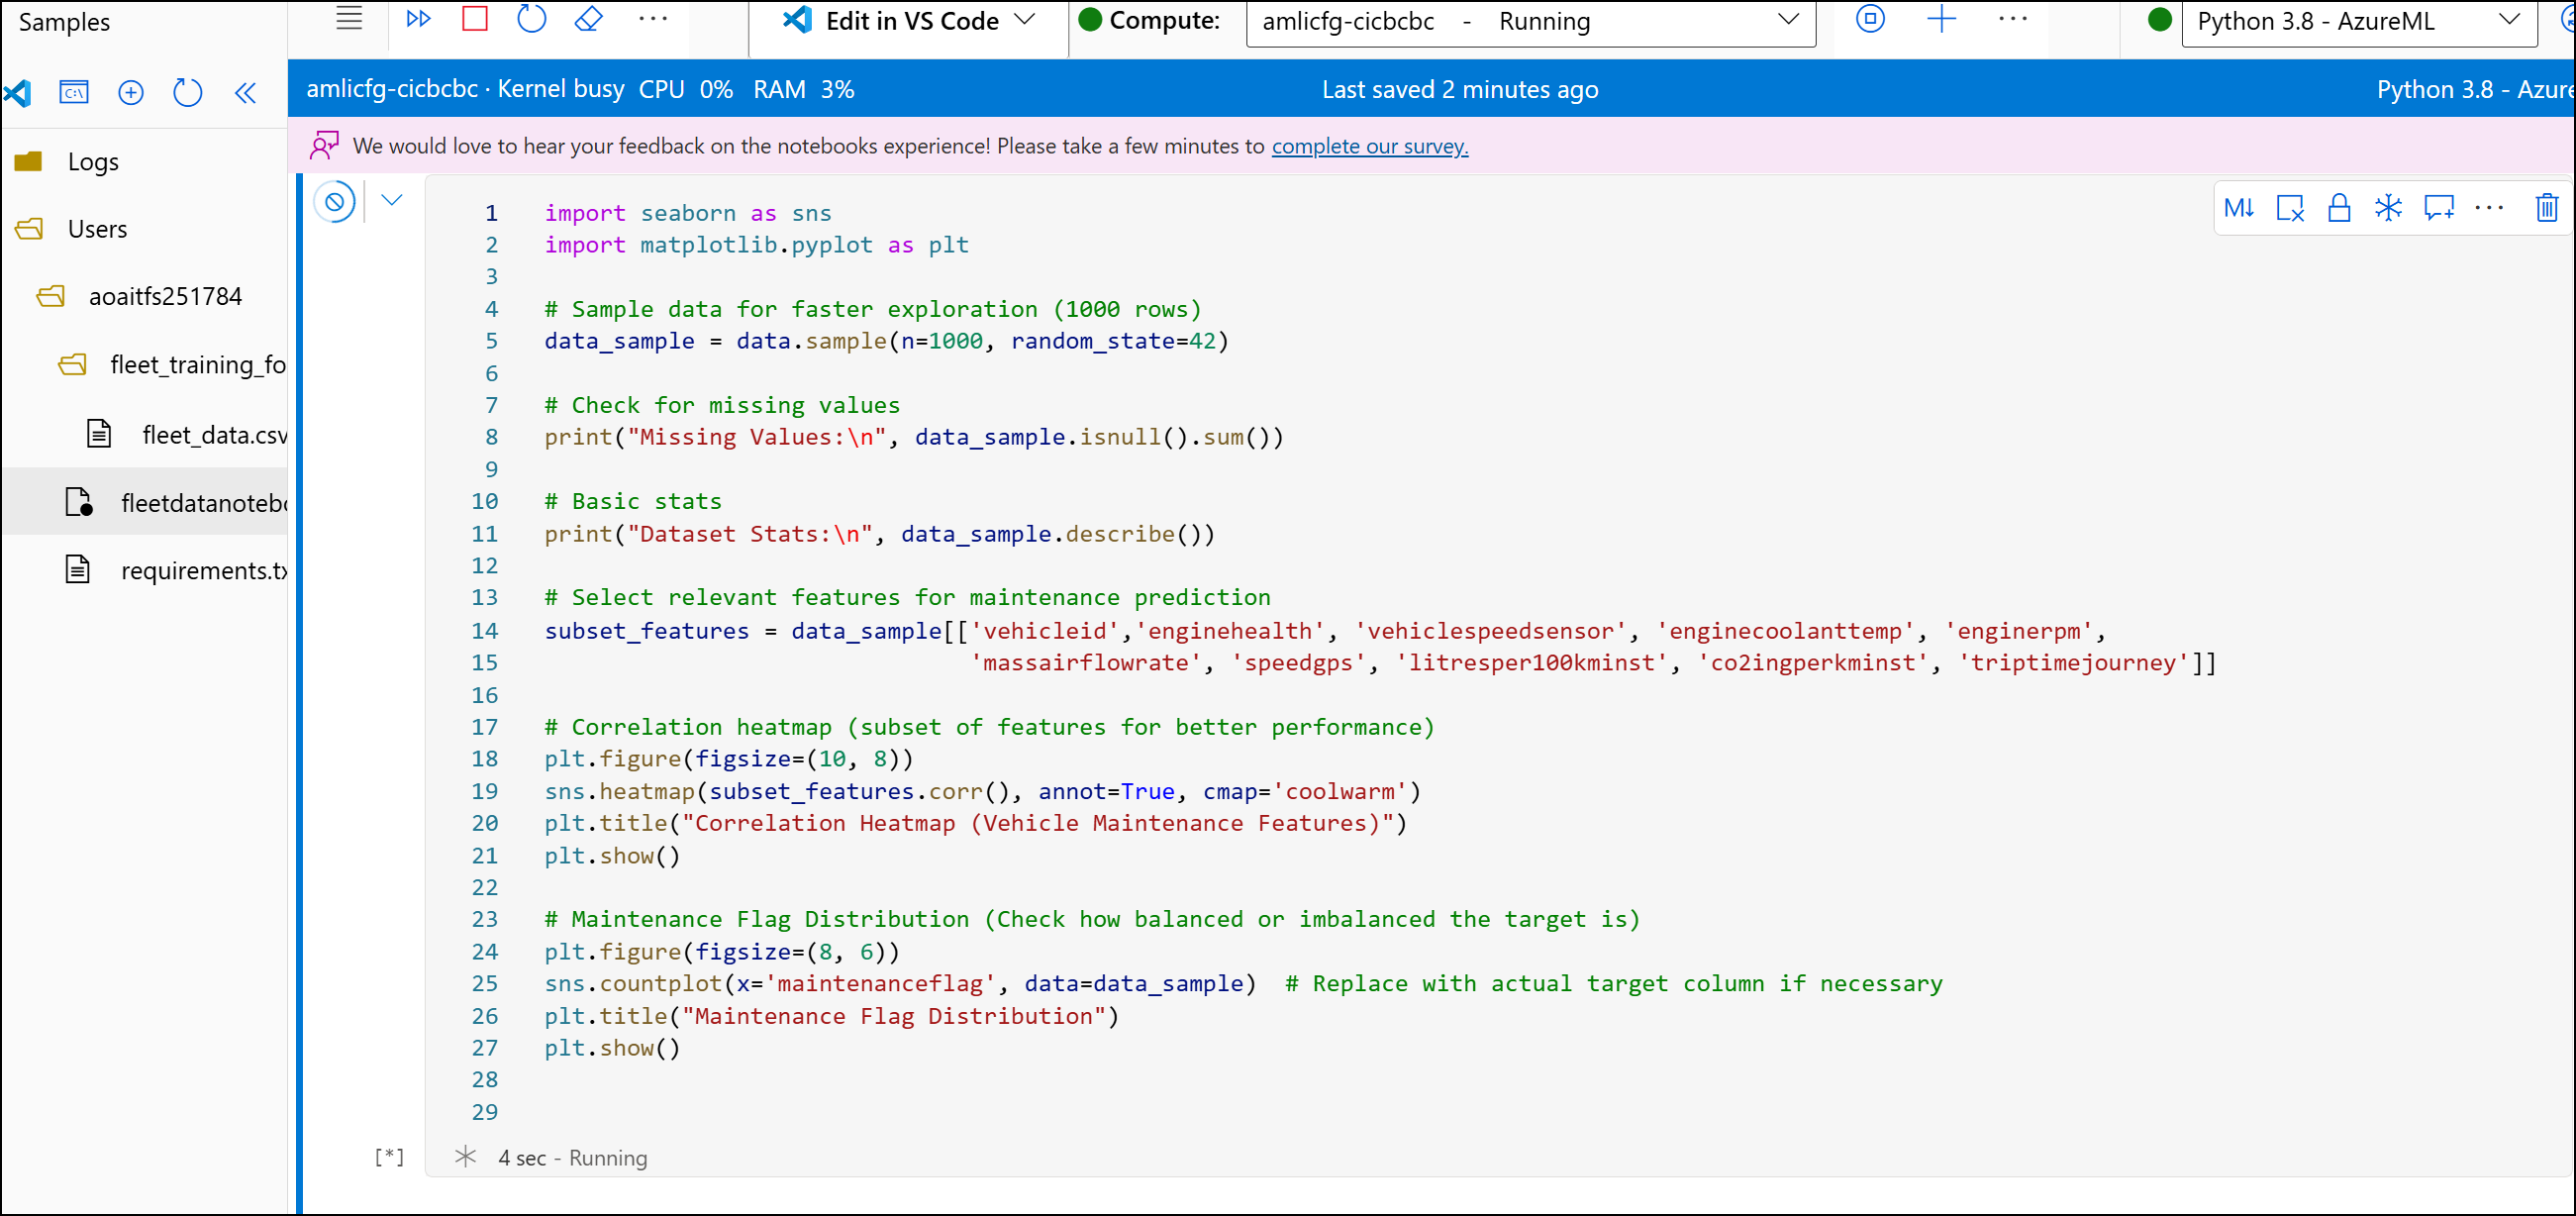 Samples
Edit in VS Code
Compute:
amlicfg-cicbcbc - Running
Python 3.8 - AzureML
amlicfg-cicbcbc · Kernel busy CPU 0% RAM 3%
Last saved 2 minutes ago
Python 3.8 - Azure
We would love to hear your feedback on the notebooks experience! Please take a few minutes to complete our survey.
Logs
Users
aoaitfs251784
fleet_training_fo
fleet_data.csv
fleetdatanotebo
requirements.tx
1 import seaborn as sns
2 import matplotlib.pyplot as plt
3
4 # Sample data for faster exploration (1000 rows)
5 data_sample = data.sample(n=1000, random_state=42)
6
7 # Check for missing values
8 print("Missing Values:\n", data_sample.isnull().sum())
9
10 # Basic stats
11 print("Dataset Stats:\n", data_sample.describe())
12
13 # Select relevant features for maintenance prediction
14 subset_features = data_sample[['vehicleid','enginehealth', 'vehiclespeedsensor', 'enginecoolanttemp', 'enginerpm',
15 'massairflowrate', 'speedgps', 'litresper100kminst', 'co2ingperkminst', 'triptimejourney']]
16
17 # Correlation heatmap (subset of features for better performance)
18 plt.figure(figsize=(10, 8))
19 sns.heatmap(subset_features.corr(), annot=True, cmap='coolwarm')
20 plt.title("Correlation Heatmap (Vehicle Maintenance Features)")
21 plt.show()
22
23 # Maintenance Flag Distribution (Check how balanced or imbalanced the target is)
24 plt.figure(figsize=(8, 6))
25 sns.countplot(x='maintenanceflag', data=data_sample) # Replace with actual target column if necessary
26 plt.title("Maintenance Flag Distribution")
27 plt.show()
28
29
M↓
[*]
4 sec - Running